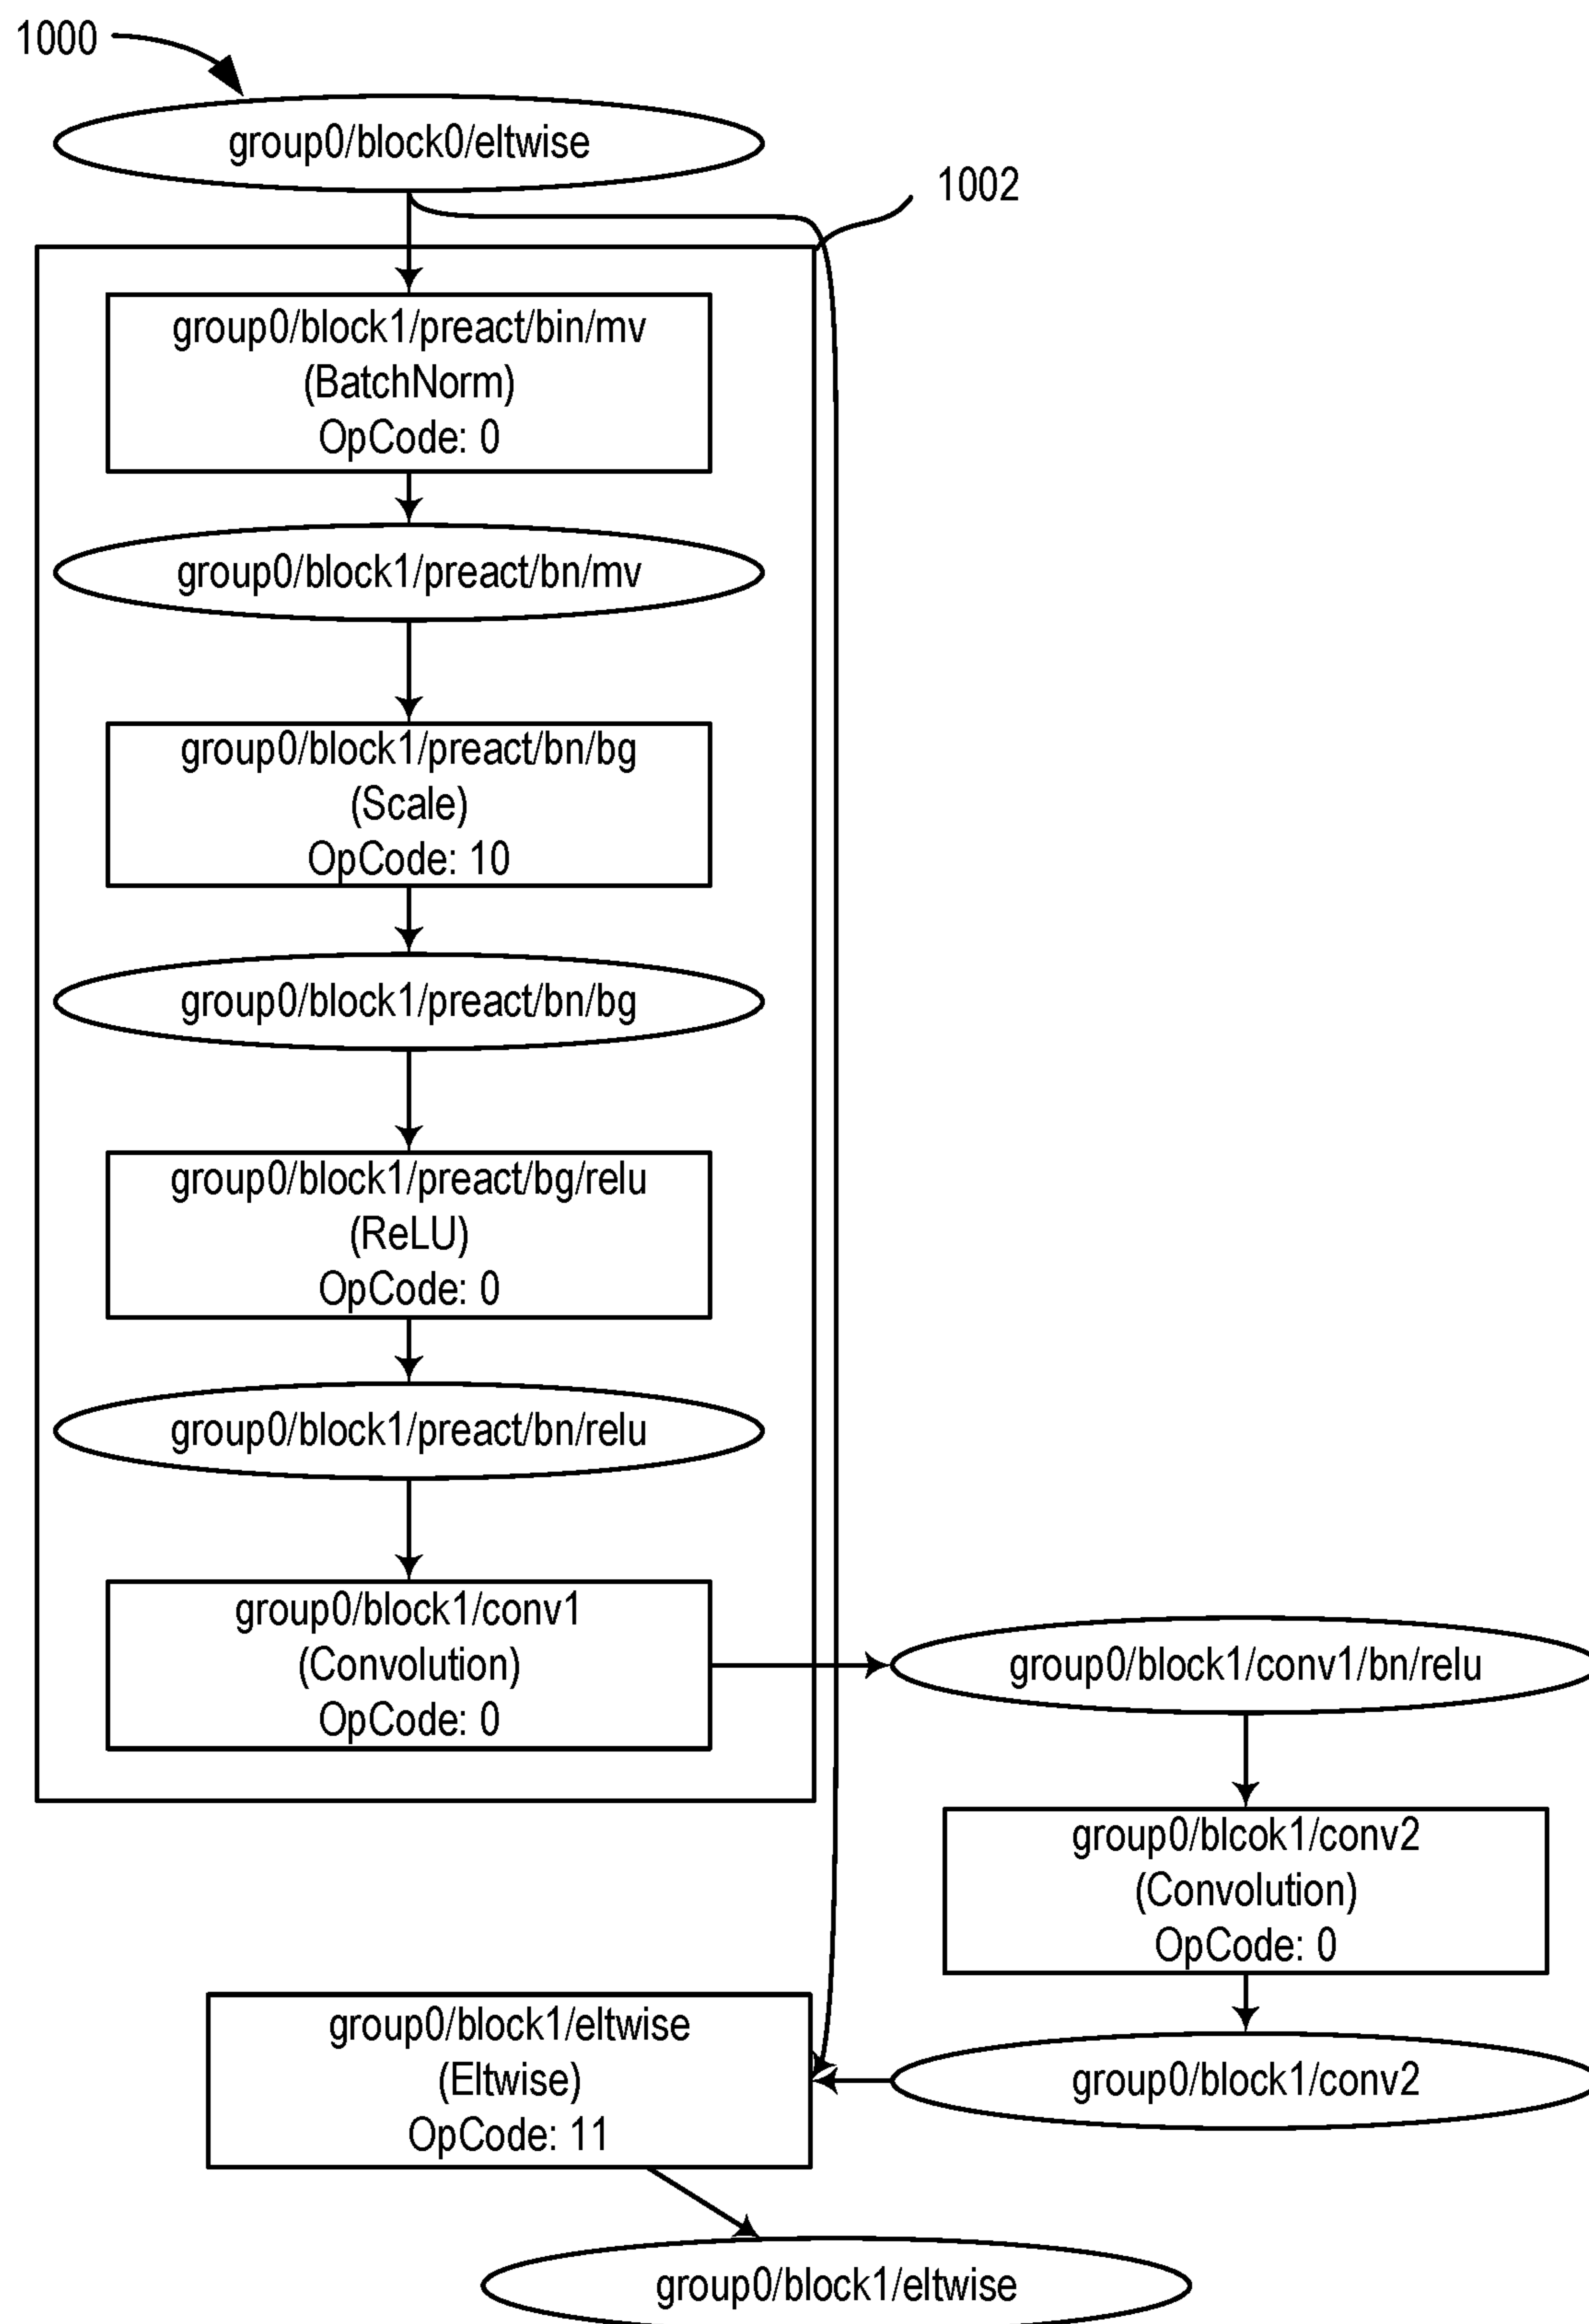 1000
group0/block0/eltwise
1002
group0/block1/preact/bin/mv
(BatchNorm)
OpCode: 0
group0/block1/preact/bn/mv
group0/block1/preact/bn/bg
(Scale)
OpCode: 10
group0/block1/preact/bn/bg
group0/block1/preact/bg/relu
(ReLU)
OpCode: 0
group0/block1/preact/bn/relu
group0/block1/conv1
(Convolution)
OpCode: 0
group0/block1/conv1/bn/relu
group0/blcok1/conv2
(Convolution)
OpCode: 0
group0/block1/eltwise
(Eltwise)
OpCode: 11
group0/block1/conv2
group0/block1/eltwise